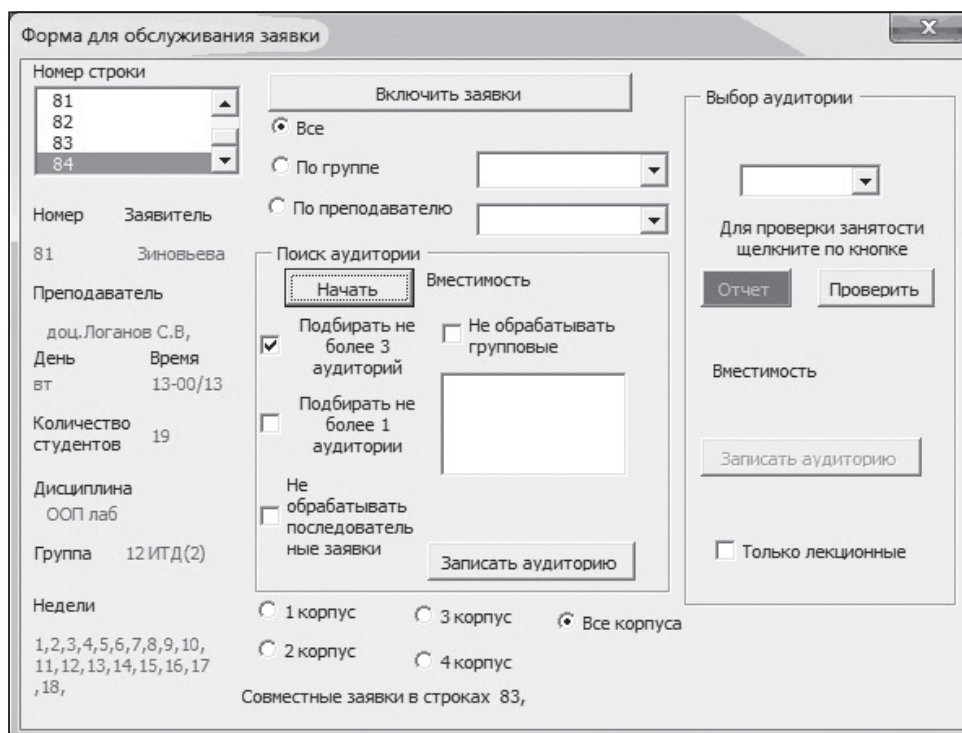 Форма для обслуживания заявки
Номер строки
81
82
83
84
Включить заявки
Все
По группе
По преподавателю
Номер Заявитель
81 Зиновьева
Преподаватель
доц.Логанов С.В,
День Время
вт 13-00/13
Количество
студентов 19
Дисциплина
ООП лаб
Группа 12 ИТД(2)
Недели
1,2,3,4,5,6,7,8,9,10,
11,12,13,14,15,16,17
,18,
Поиск аудитории
Начать
Вместимость
Подбирать не
более 3
аудиторий
Не обрабатывать
групповые
Подбирать не
более 1
аудитории
Не
обрабатывать
последователь
ные заявки
Записать аудиторию
1 корпус
3 корпус
Все корпуса
2 корпус
4 корпус
Совместные заявки в строках 83,
Выбор аудитории
Для проверки занятости
щелкните по кнопке
Отчет
Проверить
Вместимость
Записать аудиторию
Только лекционные